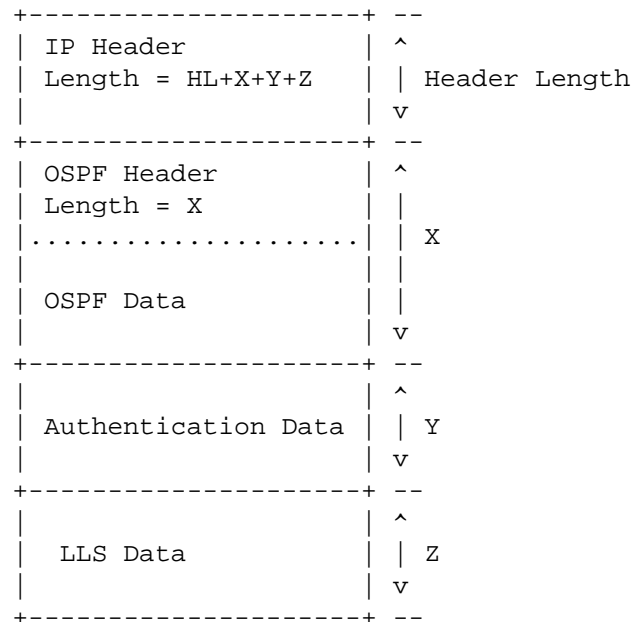 +---------------------+ --
| IP Header           | ^
| Length = HL+X+Y+Z   | | Header Length
|                     | v
+---------------------+ --
| OSPF Header         | ^
| Length = X          | |
|.....................| | X
|                     | |
| OSPF Data           | |
|                     | v
+---------------------+ --
|                     | ^
| Authentication Data | | Y
|                     | v
+---------------------+ --
|                     | ^
|  LLS Data           | | Z
|                     | v
+---------------------+ --